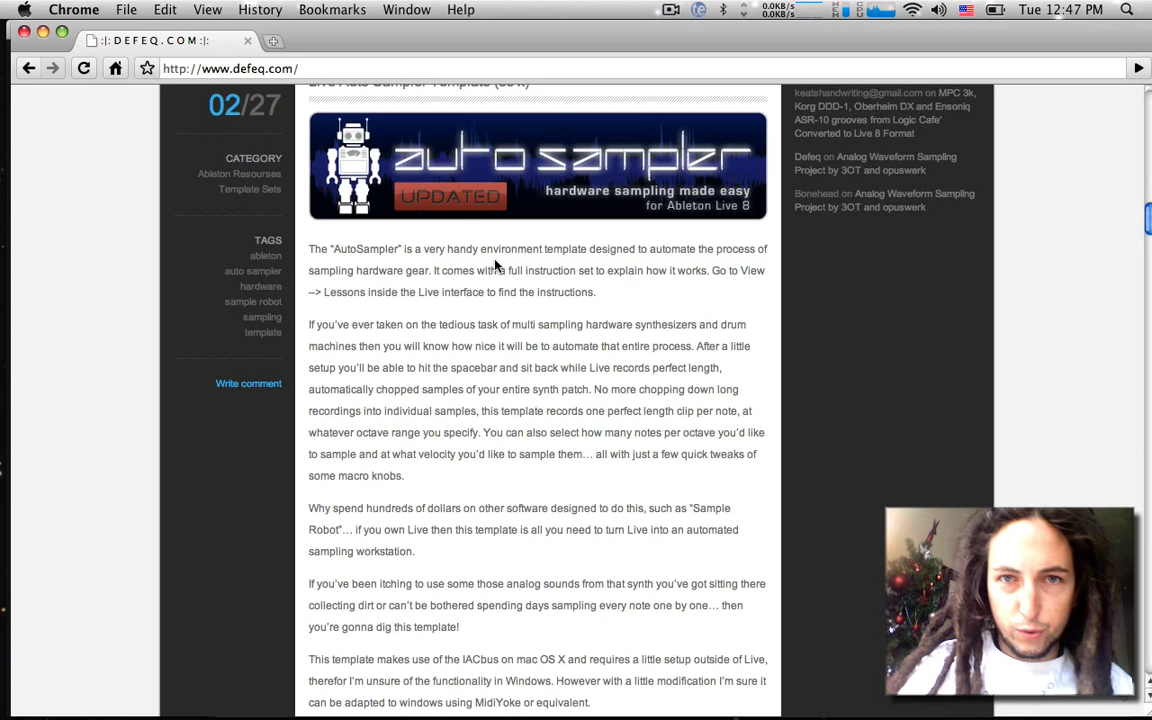 Chrome File Edit View History Bookmarks Window Help
0.0KB/s
0.0KB/s
MEM
CPU
Tue 12:47 PM
:|: D E F E Q . C O M :|:
http://www.defeq.com/
Live Auto Sampler Template (os x)
02/27
CATEGORY
Ableton Resourses
Template Sets
TAGS
ableton
auto sampler
hardware
sample robot
sampling
template
Write comment
auto sampler
UPDATED
hardware sampling made easy
for Ableton Live 8
The “AutoSampler” is a very handy environment template designed to automate the process of
sampling hardware gear. It comes with a full instruction set to explain how it works. Go to View
–> Lessons inside the Live interface to find the instructions.
If you’ve ever taken on the tedious task of multi sampling hardware synthesizers and drum
machines then you will know how nice it will be to automate that entire process. After a little
setup you’ll be able to hit the spacebar and sit back while Live records perfect length,
automatically chopped samples of your entire synth patch. No more chopping down long
recordings into individual samples, this template records one perfect length clip per note, at
whatever octave range you specify. You can also select how many notes per octave you’d like
to sample and at what velocity you’d like to sample them… all with just a few quick tweaks of
some macro knobs.
Why spend hundreds of dollars on other software designed to do this, such as “Sample
Robot”… if you own Live then this template is all you need to turn Live into an automated
sampling workstation.
If you’ve been itching to use some those analog sounds from that synth you’ve got sitting there
collecting dirt or can’t be bothered spending days sampling every note one by one… then
you’re gonna dig this template!
This template makes use of the IACbus on mac OS X and requires a little setup outside of Live,
therefor I’m unsure of the functionality in Windows. However with a little modification I’m sure it
can be adapted to windows using MidiYoke or equivalent.
keatshandwriting@gmail.com on MPC 3k,
Korg DDD-1, Oberheim DX and Ensoniq
ASR-10 grooves from Logic Cafe’
Converted to Live 8 Format
Defeq on Analog Waveform Sampling
Project by 3OT and opuswerk
Bonehead on Analog Waveform Sampling
Project by 3OT and opuswerk